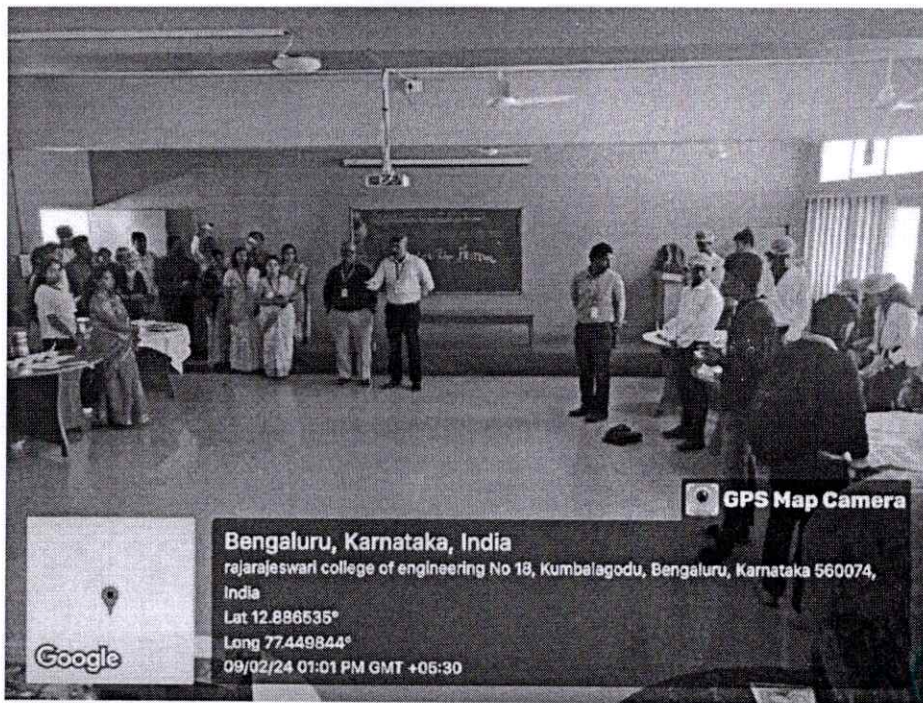 GPS Map Camera
Bengaluru, Karnataka, India
rajarajeswari college of engineering No 18, Kumbalagodu, Bengaluru, Karnataka 560074,
India
Lat 12.886535°
Long 77.449844°
09/02/24 01:01 PM GMT +05:30
Google